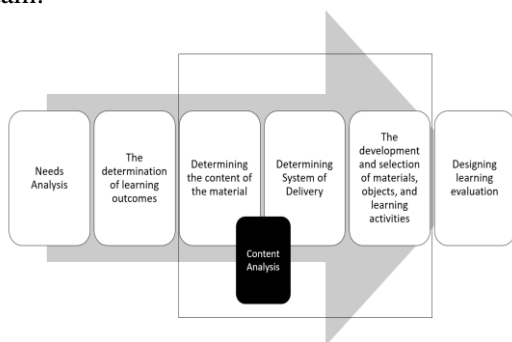 Needs
Analysis
The
determination
of learning
outcomes
Determining
the content of
the material
Determining
System of
Delivery
The
development
and selection
of materials,
objects, and
learning
activities
Designing
learning
evaluation
Content
Analysis